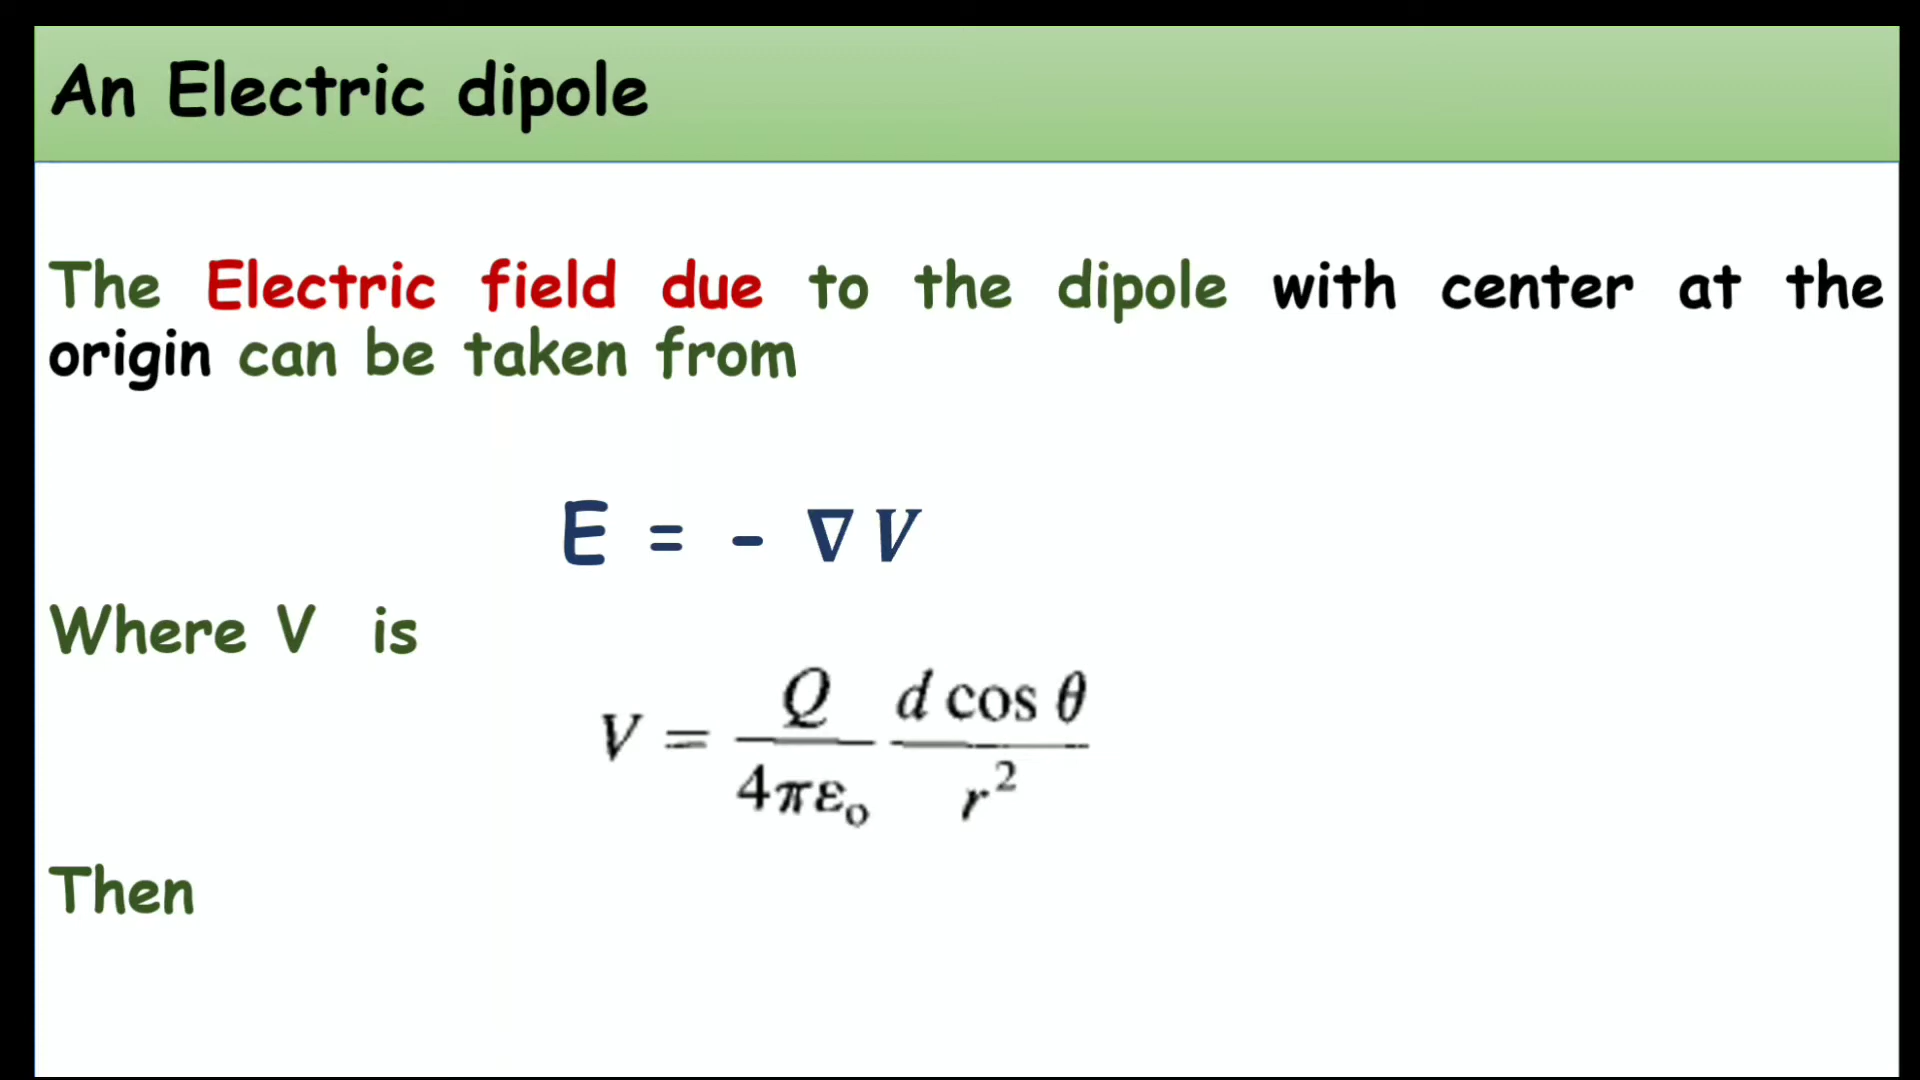 An Electric dipole
The Electric field due to the dipole with center at the
origin can be taken from
E = - ∇ V
Where V is
V = Q/4πε₀ d cos θ/r²
Then